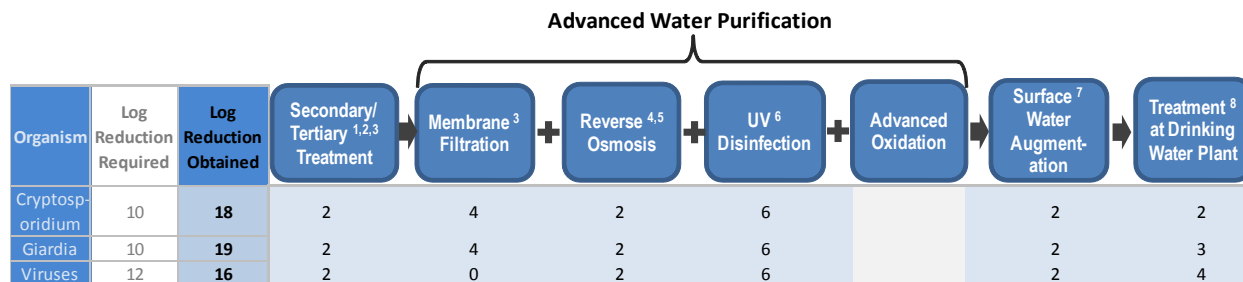 Advanced Water Purification
Organism
Log
Reduction
Required
Log
Reduction
Obtained
Secondary/
Tertiary 1,2,3
Treatment
Membrane 3
Filtration
+
Reverse 4,5
Osmosis
+
UV 6
Disinfection
+
Advanced
Oxidation
Surface 7
Water
Augment-
ation
Treatment 8
at Drinking
Water Plant
Cryptosp-
oridium
10 18 2 4 2 6 2 2
Giardia 10 19 2 4 2 6 2 3
Viruses 12 16 2 0 2 6 2 4